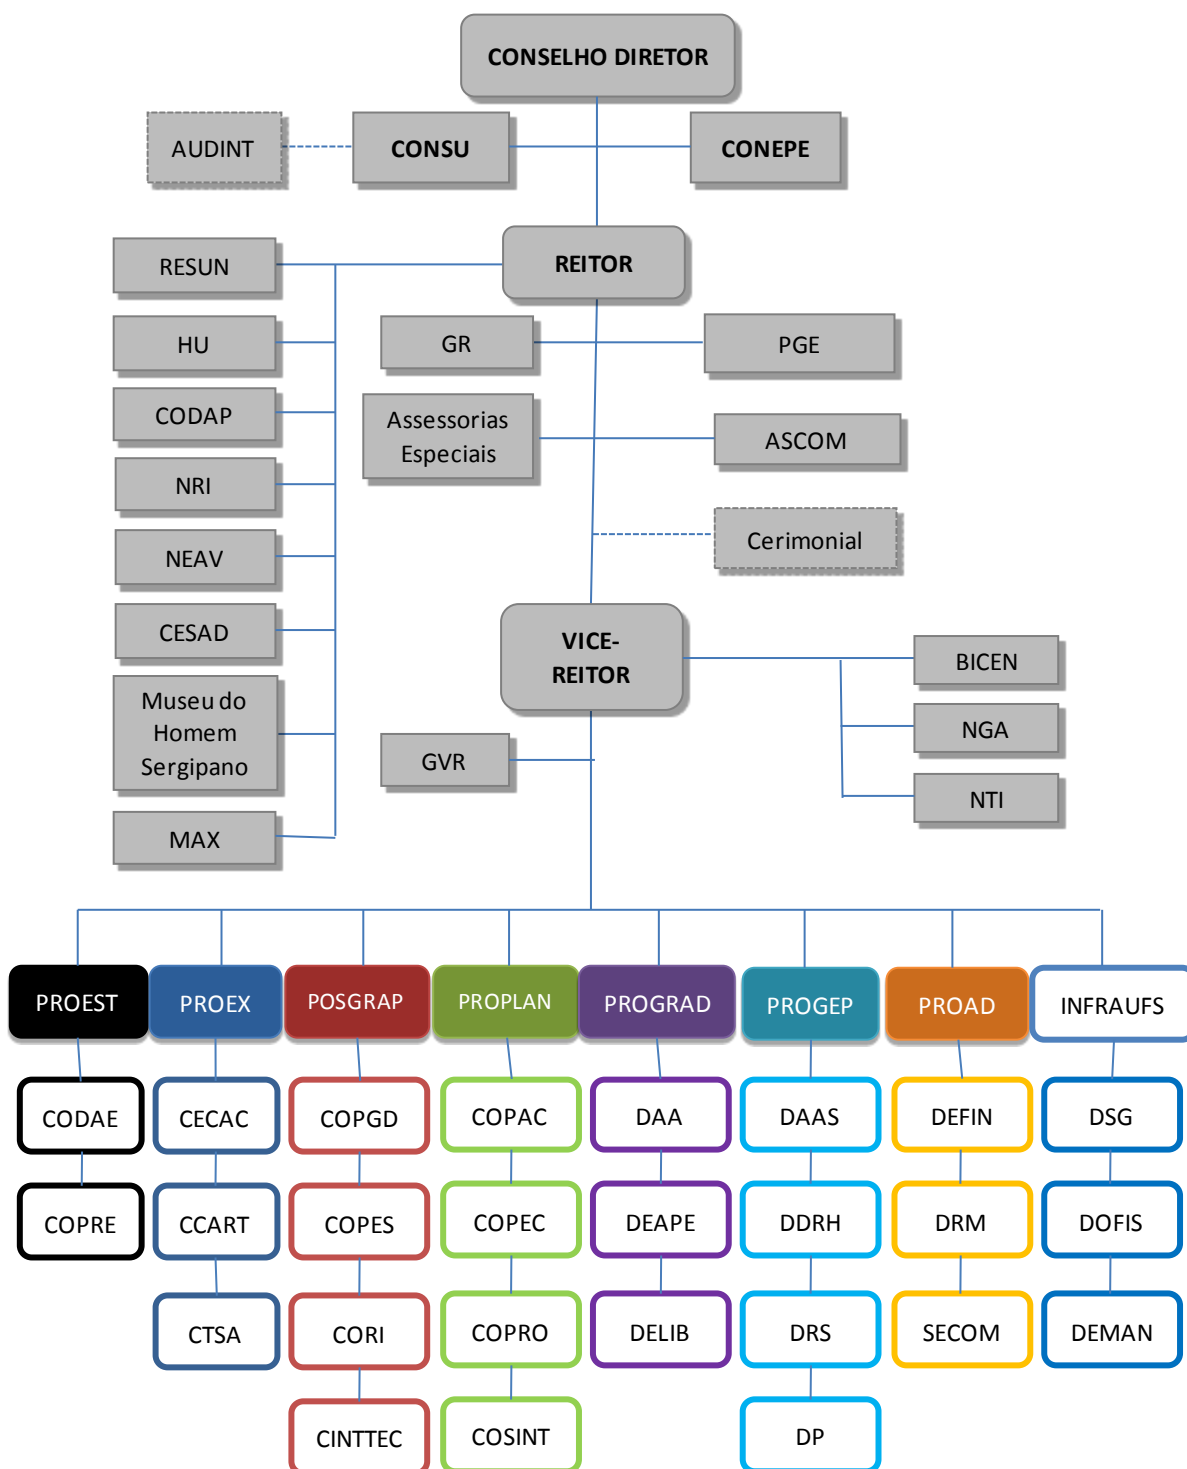 CONSELHO DIRETOR
AUDINT
CONSU
CONEPE
REITOR
RESUN
HU
GR
PGE
CODAP
Assessorias
Especiais
ASCOM
NRI
Cerimonial
NEAV
CESAD
VICE-
REITOR
BICEN
Museu do
Homem
Sergipano
NGA
GVR
NTI
MAX
PROEST
PROEX
POSGRAP
PROPLAN
PROGRAD
PROGEP
PROAD
INFRAUFS
CODAE
CECAC
COPGD
COPAC
DAA
DAAS
DEFIN
DSG
COPRE
CCART
COPES
COPEC
DEAPE
DDRH
DRM
DOFIS
CTSA
CORI
COPRO
DELIB
DRS
SECOM
DEMAN
CINTTEC
COSINT
DP